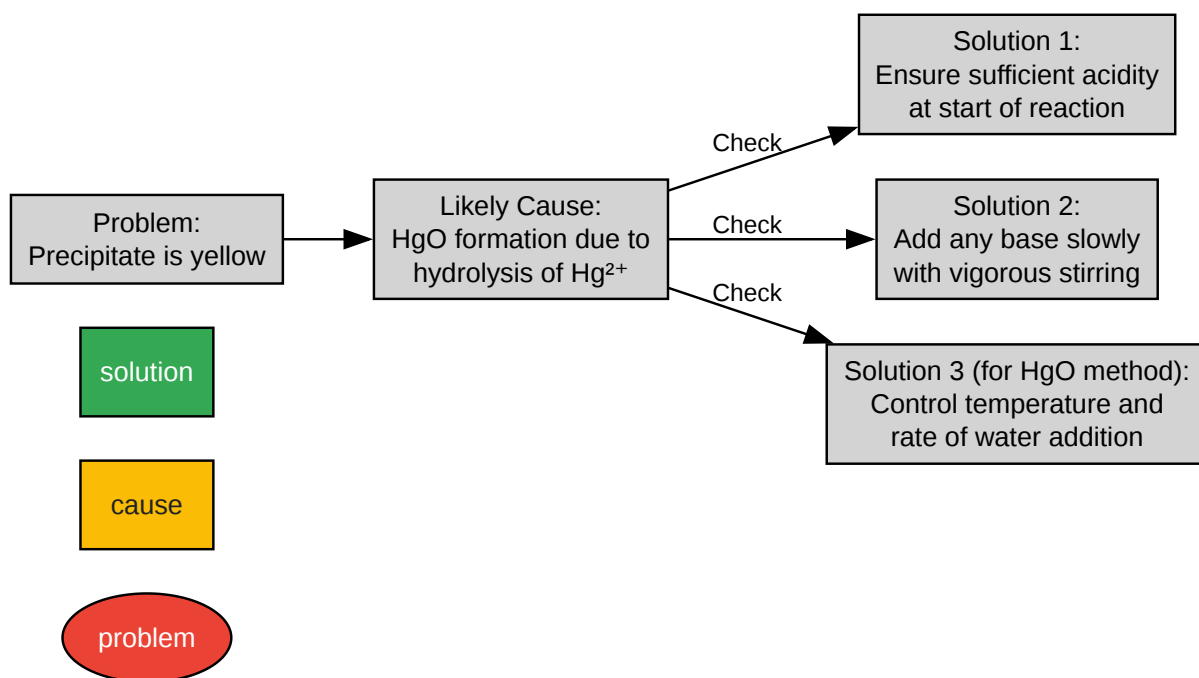 Problem:
Precipitate is yellow
Likely Cause:
HgO formation due to
hydrolysis of Hg²⁺
Check
Check
Check
Solution 1:
Ensure sufficient acidity
at start of reaction
Solution 2:
Add any base slowly
with vigorous stirring
Solution 3 (for HgO method):
Control temperature and
rate of water addition
solution
cause
problem